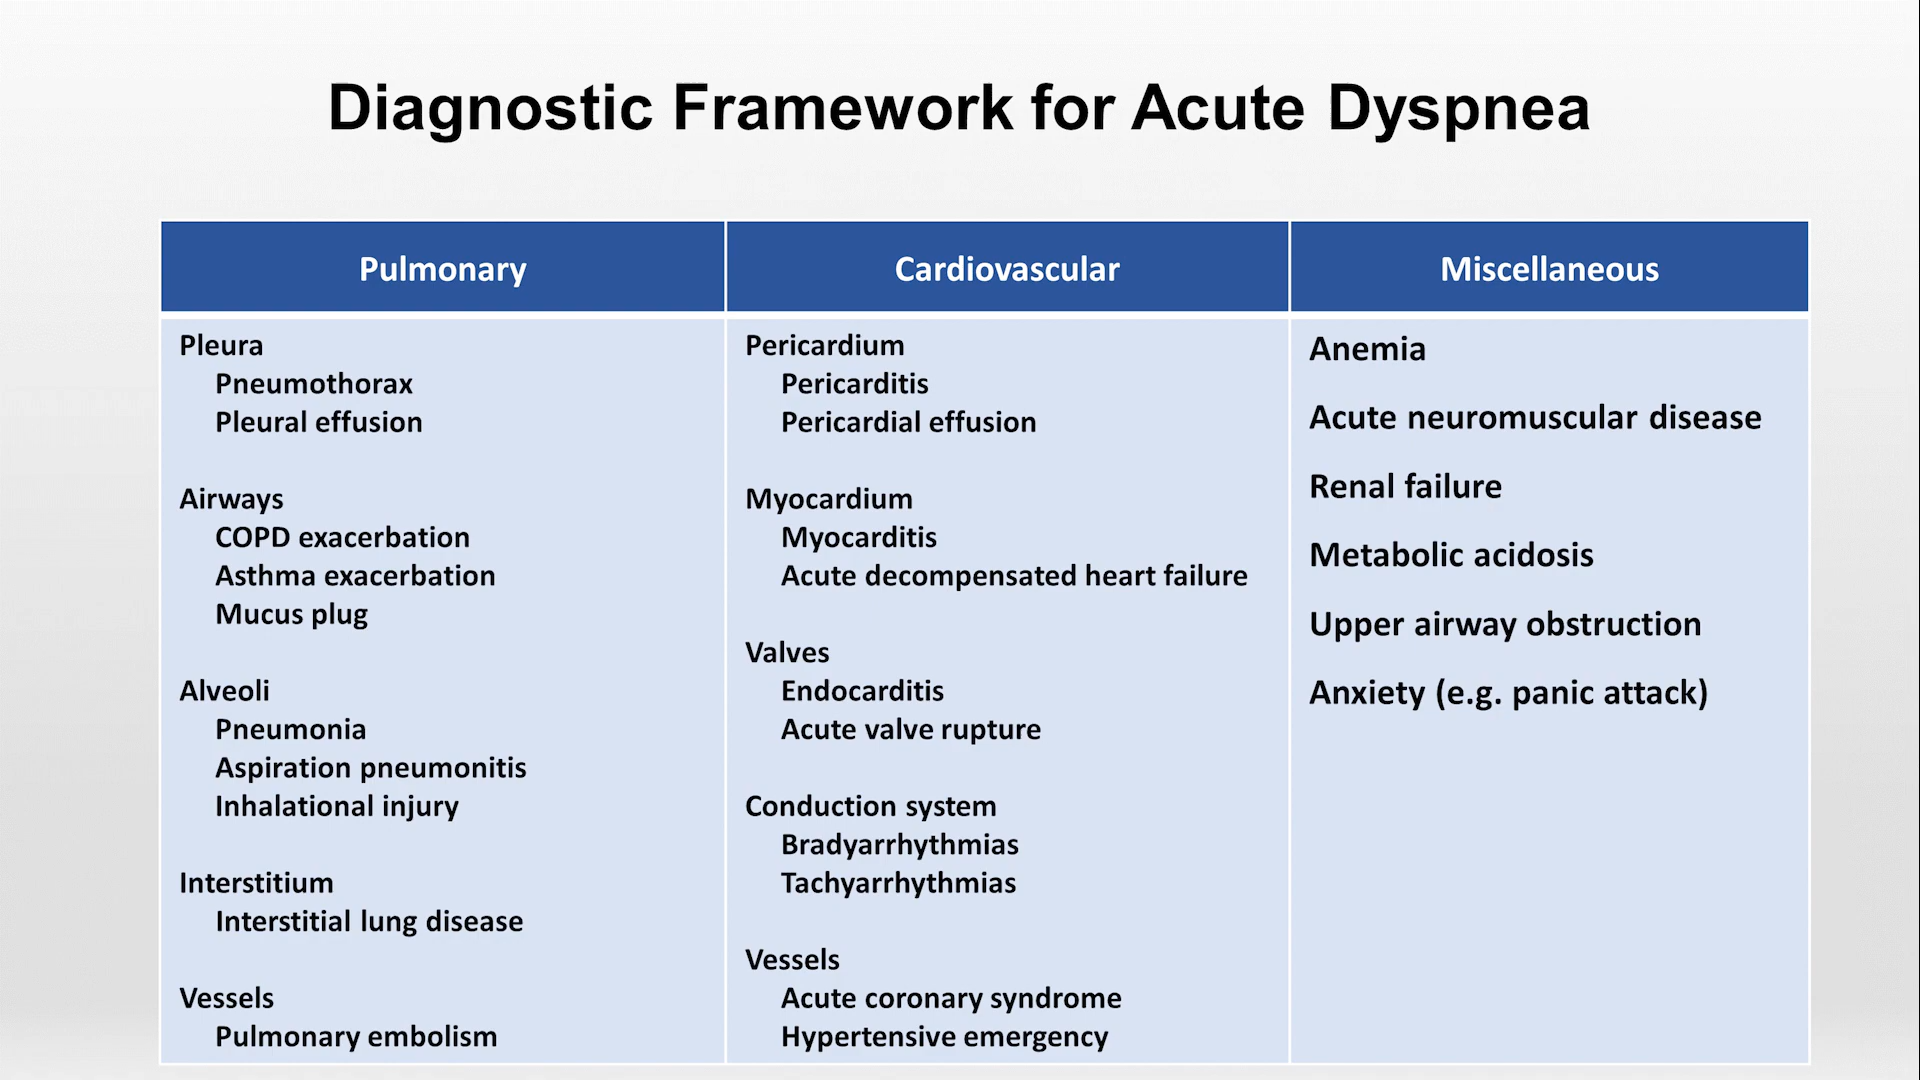 Diagnostic Framework for Acute Dyspnea
Pulmonary
Pleura
Pneumothorax
Pleural effusion
Airways
COPD exacerbation
Asthma exacerbation
Mucus plug
Alveoli
Pneumonia
Aspiration pneumonitis
Inhalational injury
Interstitium
Interstitial lung disease
Vessels
Pulmonary embolism
Cardiovascular
Pericardium
Pericarditis
Pericardial effusion
Myocardium
Myocarditis
Acute decompensated heart failure
Valves
Endocarditis
Acute valve rupture
Conduction system
Bradyarrhythmias
Tachyarrhythmias
Vessels
Acute coronary syndrome
Hypertensive emergency
Miscellaneous
Anemia
Acute neuromuscular disease
Renal failure
Metabolic acidosis
Upper airway obstruction
Anxiety (e.g. panic attack)